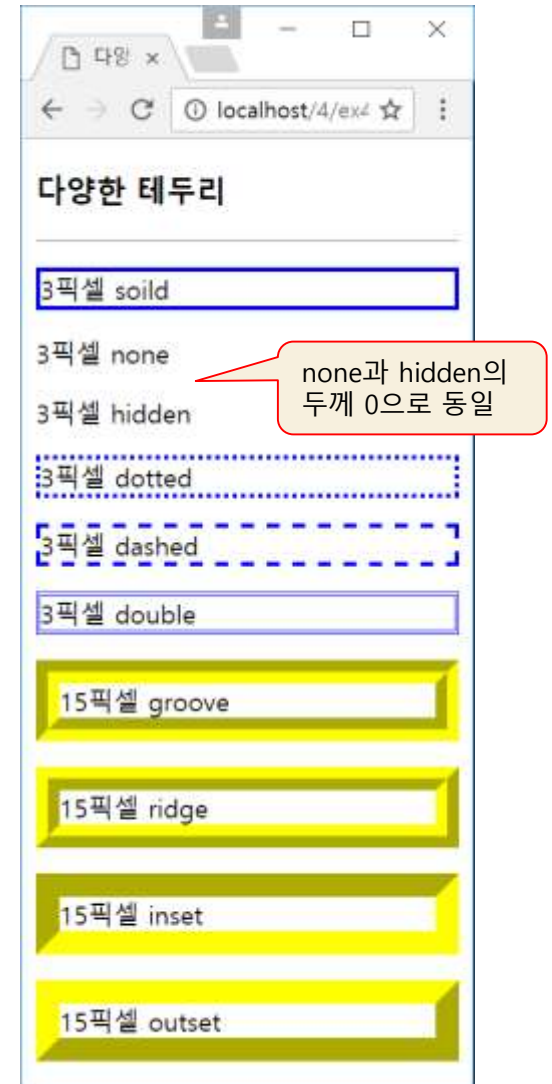 다앙
localhost/4/ex4
다양한 테두리
3픽셀 soild
3픽셀 none
none과 hidden의
두께 0으로 동일
3픽셀 hidden
3픽셀 dotted
3픽셀 dashed
3픽셀 double
15픽셀 groove
15픽셀 ridge
15픽셀 inset
15픽셀 outset